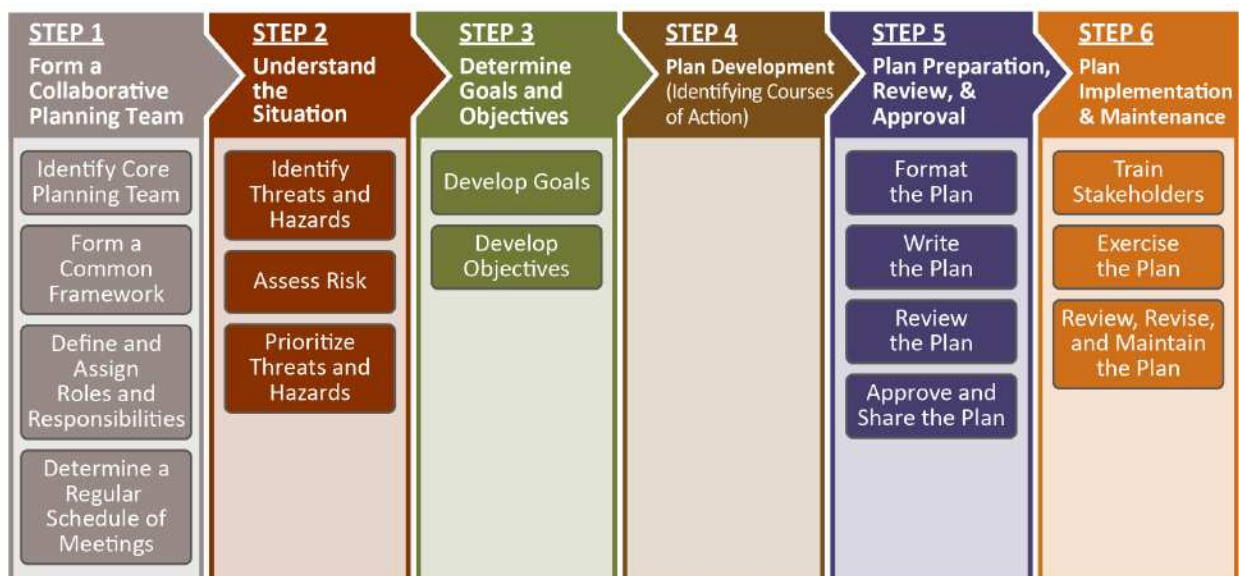 STEP 1
Form a
Collaborative
Planning Team
Identify Core
Planning Team
Form a
Common
Framework
Define and
Assign
Roles and
Responsibilities
Determine a
Regular
Schedule of
Meetings
STEP 2
Understand
the
Situation
Identify
Threats and
Hazards
Assess Risk
Prioritize
Threats and
Hazards
STEP 3
Determine
Goals and
Objectives
Develop Goals
Develop
Objectives
STEP 4
Plan Development
(Identifying Courses
of Action)
STEP 5
Plan Preparation,
Review, &
Approval
Format
the Plan
Write
the Plan
Review
the Plan
Approve and
Share the Plan
STEP 6
Plan
Implementation
& Maintenance
Train
Stakeholders
Exercise
the Plan
Review, Revise,
and Maintain
the Plan